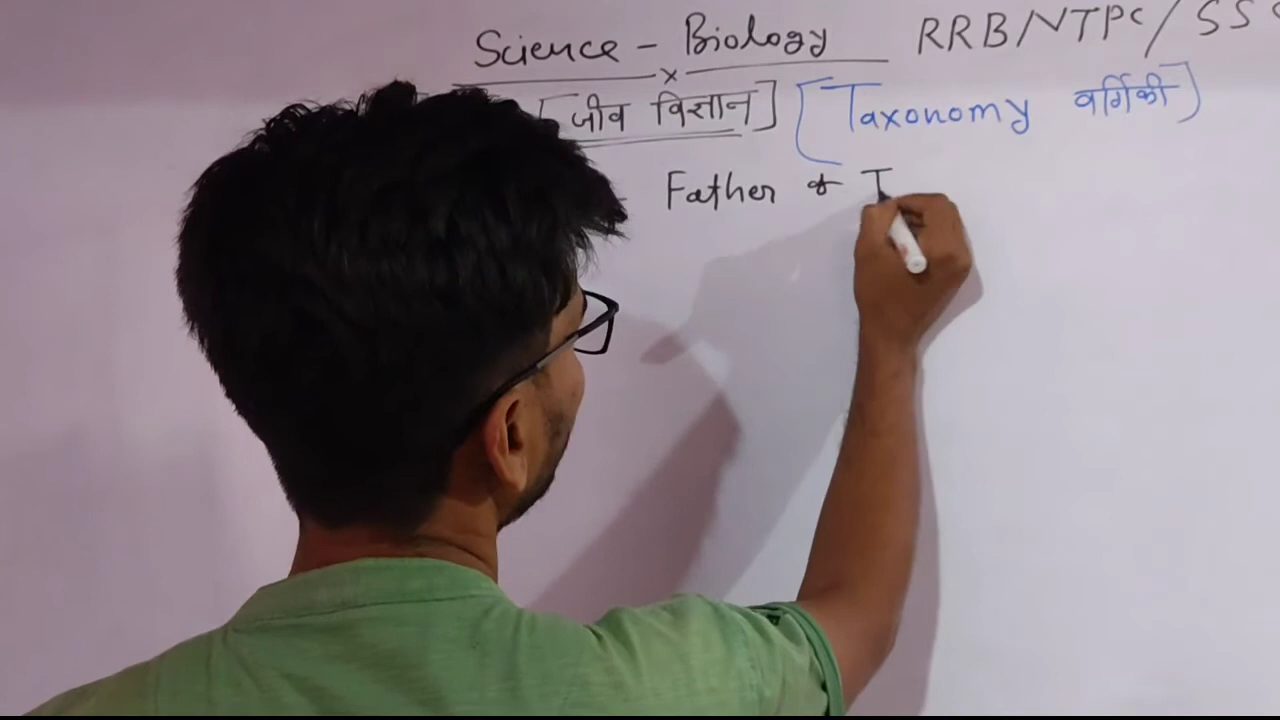 Science - Biology RRB/NTPC/SS
[जीव विज्ञान] [Taxonomy वर्गिकी]
Father of T